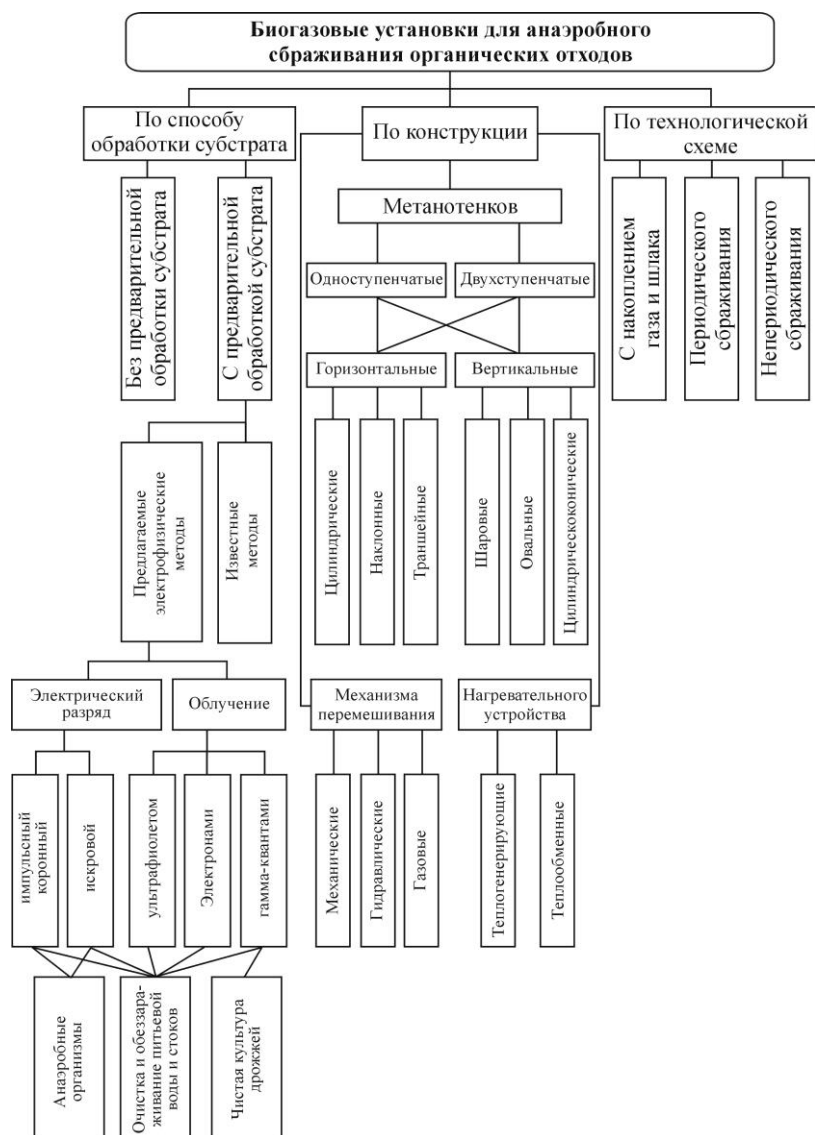 Биогазовые установки для анаэробного
сбраживания органических отходов
По способу
обработки субстрата
По конструкции
По технологической
схеме
Без предварительной
обработки субстрата
С предварительной
обработкой субстрата
Метанотенков
С накоплением
газа и шлака
Периодического
сбраживания
Непериодического
сбраживания
Одноступенчатые
Двухступенчатые
Горизонтальные
Вертикальные
Предлагаемые
электрофизические
методы
Известные
методы
Цилиндрические
Наклонные
Траншейные
Шаровые
Овальные
Цилиндрическоконические
Электрический
разряд
Облучение
Механизма
перемешивания
Нагревательного
устройства
импульсный
коронный
искровой
ультрафиолетом
Электронами
гамма-квантами
Механические
Гидравлические
Газовые
Теплогенерирующие
Теплообменные
Анаэробные
организмы
Очистка и обеззара-
живание питьевой
воды и стоков
Чистая культура
дрожжей